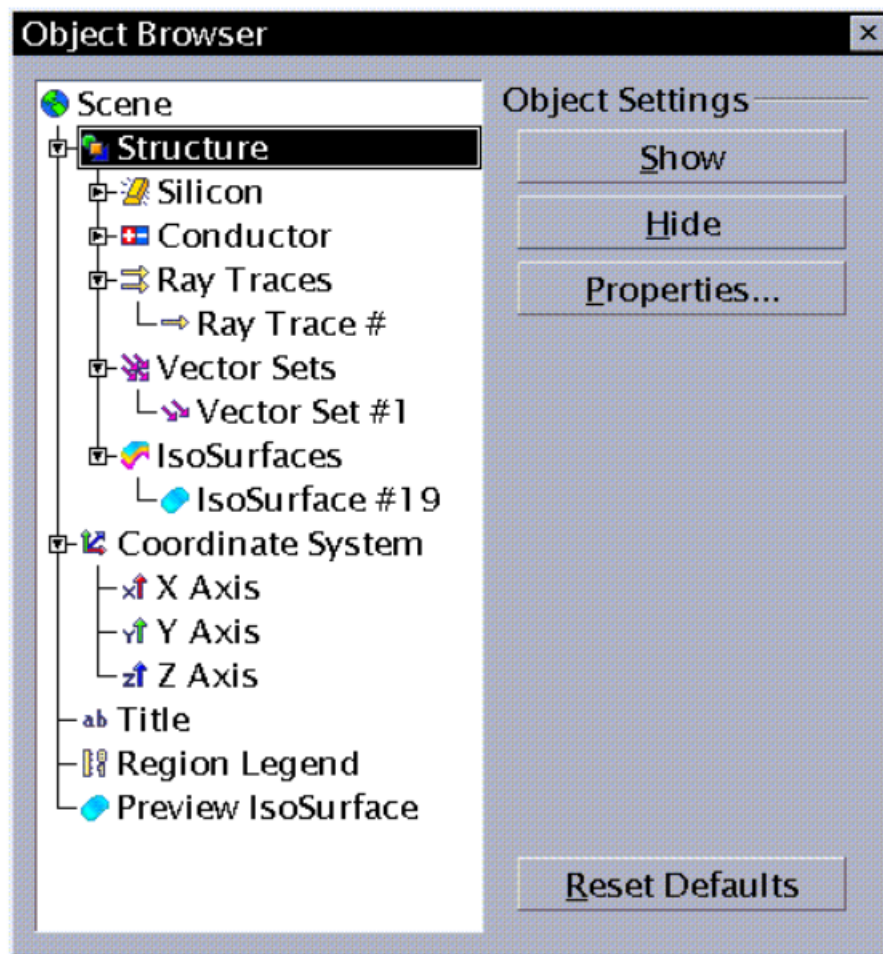 Object Browser
Scene
Structure
Silicon
Conductor
Ray Traces
Ray Trace #
Vector Sets
Vector Set #1
IsoSurfaces
IsoSurface #19
Coordinate System
X X Axis
Y Y Axis
Z Z Axis
ab Title
Region Legend
Preview IsoSurface
Object Settings
Show
Hide
Properties...
Reset Defaults